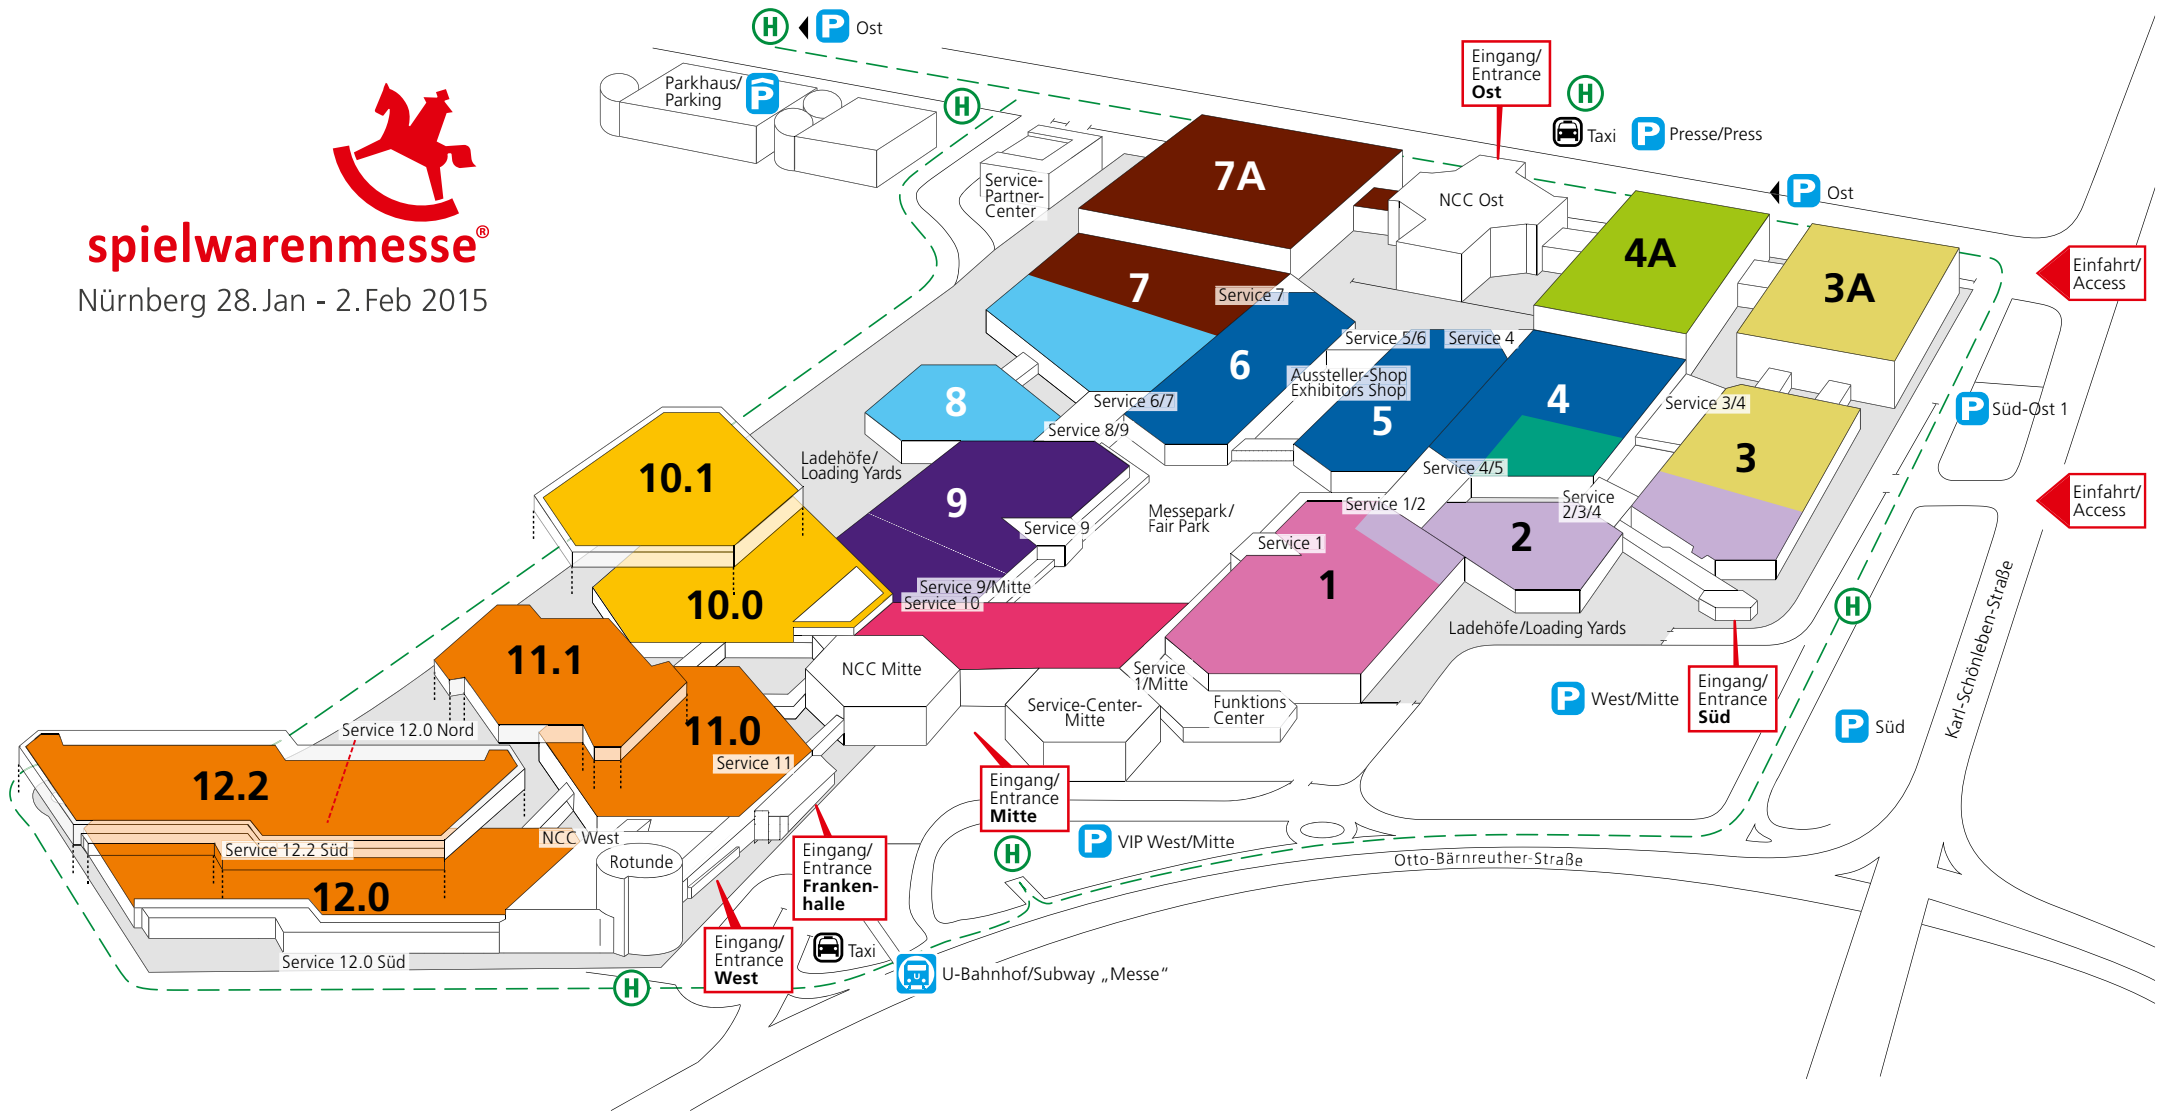 H
P Ost
Parkhaus/
Parking
P
H
Eingang/
Entrance
Ost
H
Taxi
P Presse/Press
spielwarenmesse®
Nürnberg 28. Jan - 2. Feb 2015
Service-
Partner-
Center
7A
NCC Ost
P Ost
4A
3A
Einfahrt/
Access
7
Service 7
6
Service 5/6
Service 4
Aussteller-Shop
Exhibitors Shop
5
4
Service 3/4
3
P Süd-Ost 1
8
Service 6/7
Service 8/9
Ladehöfe/
Loading Yards
10.1
9
Service 9
Messepark/
Fair Park
Service 4/5
Service 1/2
Service
2/3/4
Einfahrt/
Access
Service 1
2
1
10.0
Service 9/Mitte
Service 10
H
Ladehöfe/Loading Yards
Karl-Schönleben-Straße
11.1
NCC Mitte
Service
1/Mitte
Service-Center-
Mitte
Funktions
Center
P West/Mitte
Eingang/
Entrance
Süd
P Süd
Service 12.0 Nord
11.0
Service 11
12.2
Eingang/
Entrance
Mitte
NCC West
Service 12.2 Süd
Rotunde
Eingang/
Entrance
Franken-
halle
H
P VIP West/Mitte
Otto-Bärnreuther-Straße
12.0
Service 12.0 Süd
Eingang/
Entrance
West
Taxi
H
U
U-Bahnhof/Subway „Messe“